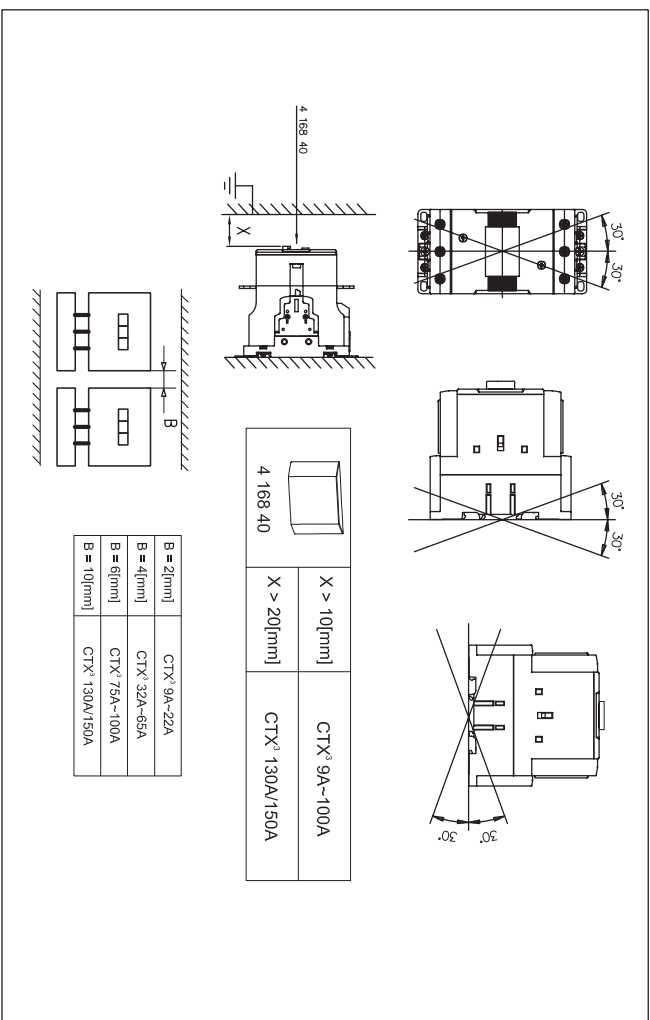 30°
30°
30°
30°
30°
30°
4 168 40
X
4 168 40
X > 10[mm]
CTX³ 9A~100A
X > 20[mm]
CTX³ 130A/150A
B
B = 2[mm]
CTX³ 9A~22A
B = 4[mm]
CTX³ 32A~65A
B = 6[mm]
CTX³ 75A~100A
B = 10[mm]
CTX³ 130A/150A